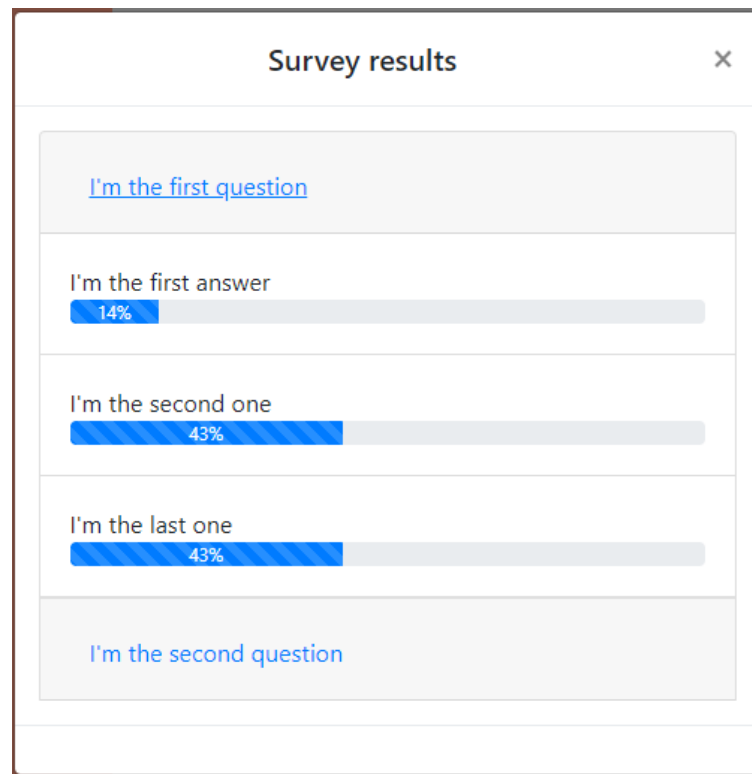 Survey results ×
I'm the first question
I'm the first answer
14%
I'm the second one
43%
I'm the last one
43%
I'm the second question